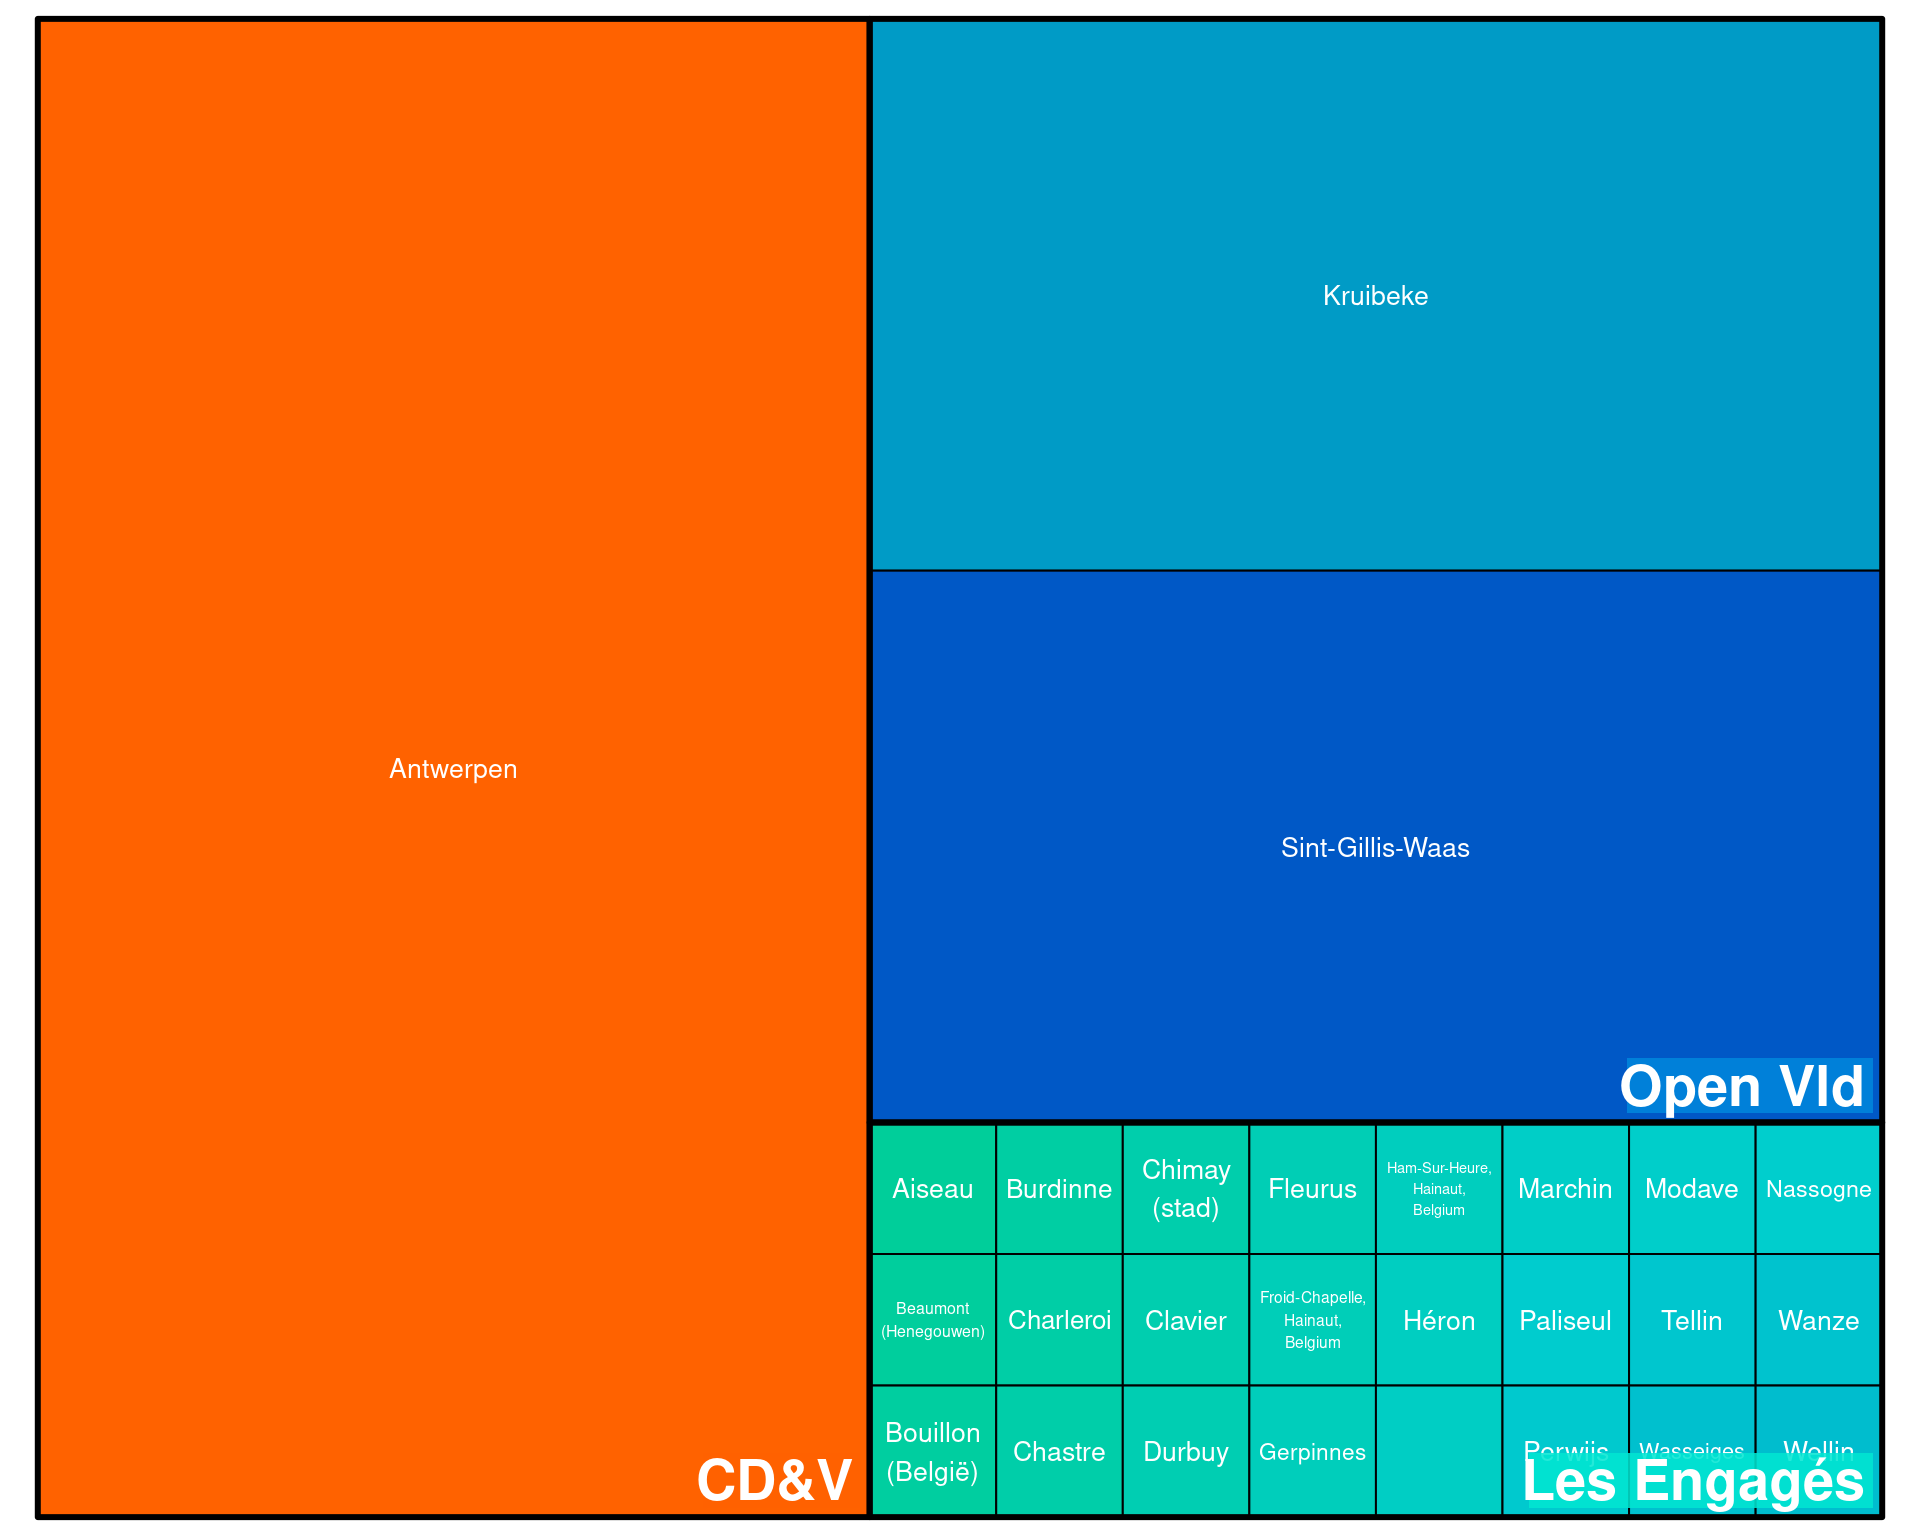 Antwerpen
CD&V
Kruibeke
Sint-Gillis-Waas
Open Vld
Aiseau
Burdinne
Chimay
(stad)
Fleurus
Ham-Sur-Heure,
Hainaut,
Belgium
Marchin
Modave
Nassogne
Beaumont
(Henegouwen)
Charleroi
Clavier
Froid-Chapelle,
Hainaut,
Belgium
Héron
Paliseul
Tellin
Wanze
Bouillon
(België)
Chastre
Durbuy
Gerpinnes
Perwijs
Wasseiges
Wellin
Les Engagés